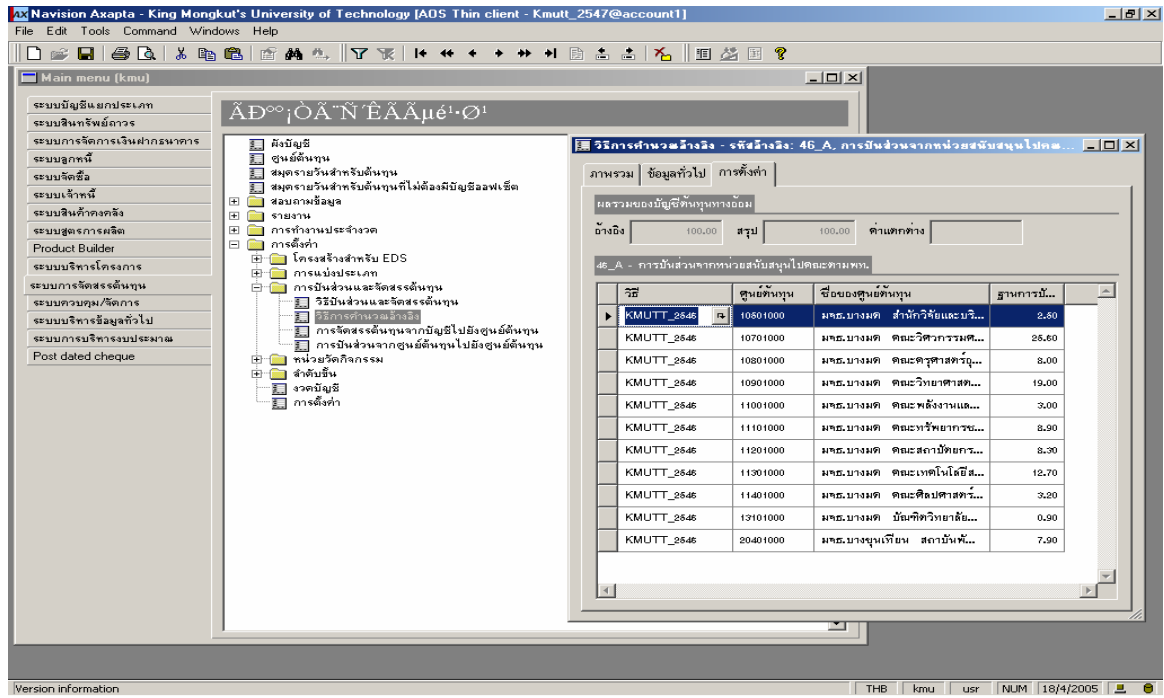 Navision Axapta - King Mongkut's University of Technology [AOS Thin client - Kmutt_2547@account1]
File Edit Tools Command Windows Help
Main menu (kmu)
ระบบบัญชีแยกประเภท
ระบบสินทรัพย์ถาวร
ระบบการจัดการเงินฝากธนาคาร
ระบบลูกหนี้
ระบบจัดซื้อ
ระบบเจ้าหนี้
ระบบสินค้าคงคลัง
ระบบสูตรการผลิต
Product Builder
ระบบบริหารโครงการ
ระบบการจัดสรรต้นทุน
ระบบควบคุม/จัดการ
ระบบบริหารข้อมูลทั่วไป
ระบบการบริหารงบประมาณ
Post dated cheque
ÃÐºº¡ÒÃ¨Ñ´ÊÃÃµé¹·Ø¹
ผังบัญชี
ศูนย์ต้นทุน
สมุดรายวันสำหรับต้นทุน
สมุดรายวันสำหรับต้นทุนที่ไม่ต้องมีบัญชีออฟเซ็ต
สอบถามข้อมูล
รายงาน
การทำงานประจำงวด
การตั้งค่า
โครงสร้างสำหรับ EDS
การแบ่งประเภท
การปันส่วนและจัดสรรต้นทุน
วิธีปันส่วนและจัดสรรต้นทุน
วิธีการคำนวณอ้างอิง
การจัดสรรต้นทุนจากบัญชีไปยังศูนย์ต้นทุน
การปันส่วนจากศูนย์ต้นทุนไปยังศูนย์ต้นทุน
หน่วยวัดกิจกรรม
ลำดับชั้น
งวดบัญชี
การตั้งค่า
วิธีการคำนวณอ้างอิง - รหัสอ้างอิง: 46_A, การปันส่วนจากหน่วยสนับสนุนไปคณ...
ภาพรวม ข้อมูลทั่วไป การตั้งค่า
ผลรวมของบัญชีต้นทุนทางอ้อม
อ้างอิง 100.00 สรุป 100.00 ค่าแตกต่าง
46_A - การปันส่วนจากหน่วยสนับสนุนไปคณะตามพท.
วิธี ศูนย์ต้นทุน ชื่อของศูนย์ต้นทุน ฐานการปั...
KMUTT_2546 10501000 มจธ.บางมด สำนักวิจัยและบริ... 2.50
KMUTT_2546 10701000 มจธ.บางมด คณะวิศวกรรมศ... 25.60
KMUTT_2546 10801000 มจธ.บางมด คณะครุศาสตร์อุ... 8.00
KMUTT_2546 10901000 มจธ.บางมด คณะวิทยาศาสต... 19.00
KMUTT_2546 11001000 มจธ.บางมด คณะพลังงานแล... 3.00
KMUTT_2546 11101000 มจธ.บางมด คณะทรัพยากรช... 8.90
KMUTT_2546 11201000 มจธ.บางมด คณะสถาปัตยกร... 8.30
KMUTT_2546 11301000 มจธ.บางมด คณะเทคโนโลยีส... 12.70
KMUTT_2546 11401000 มจธ.บางมด คณะศิลปศาสตร์... 3.20
KMUTT_2546 13101000 มจธ.บางมด บัณฑิตวิทยาลัย... 0.90
KMUTT_2546 20401000 มจธ.บางขุนเทียน สถาบันพั... 7.90
Version information THB kmu usr NUM 18/4/2005